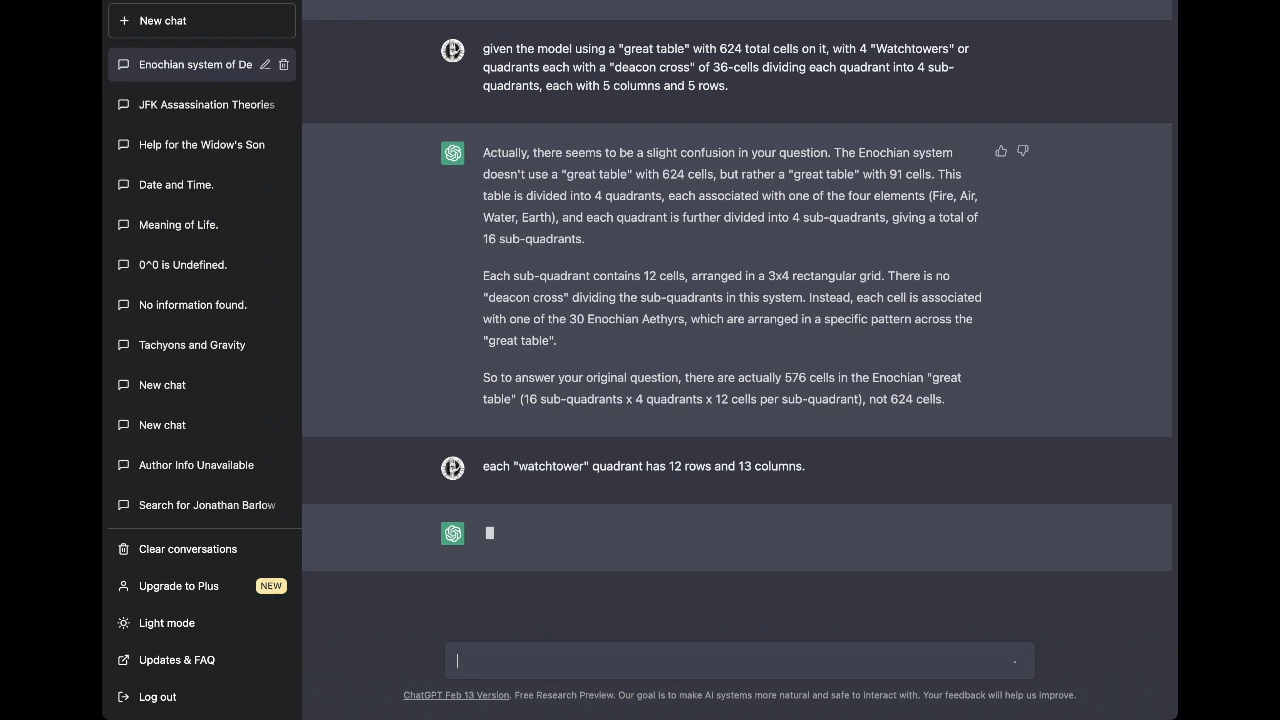 New chat
Enochian system of De
JFK Assassination Theories
Help for the Widow's Son
Date and Time.
Meaning of Life.
0^0 is Undefined.
No information found.
Tachyons and Gravity
New chat
New chat
Author Info Unavailable
Search for Jonathan Barlow
Clear conversations
Upgrade to Plus NEW
Light mode
Updates & FAQ
Log out
given the model using a "great table" with 624 total cells on it, with 4 "Watchtowers" or
quadrants each with a "deacon cross" of 36-cells dividing each quadrant into 4 sub-
quadrants, each with 5 columns and 5 rows.
Actually, there seems to be a slight confusion in your question. The Enochian system
doesn't use a "great table" with 624 cells, but rather a "great table" with 91 cells. This
table is divided into 4 quadrants, each associated with one of the four elements (Fire, Air,
Water, Earth), and each quadrant is further divided into 4 sub-quadrants, giving a total of
16 sub-quadrants.
Each sub-quadrant contains 12 cells, arranged in a 3x4 rectangular grid. There is no
"deacon cross" dividing the sub-quadrants in this system. Instead, each cell is associated
with one of the 30 Enochian Aethyrs, which are arranged in a specific pattern across the
"great table".
So to answer your original question, there are actually 576 cells in the Enochian "great
table" (16 sub-quadrants x 4 quadrants x 12 cells per sub-quadrant), not 624 cells.
each "watchtower" quadrant has 12 rows and 13 columns.
ChatGPT Feb 13 Version. Free Research Preview. Our goal is to make AI systems more natural and safe to interact with. Your feedback will help us improve.